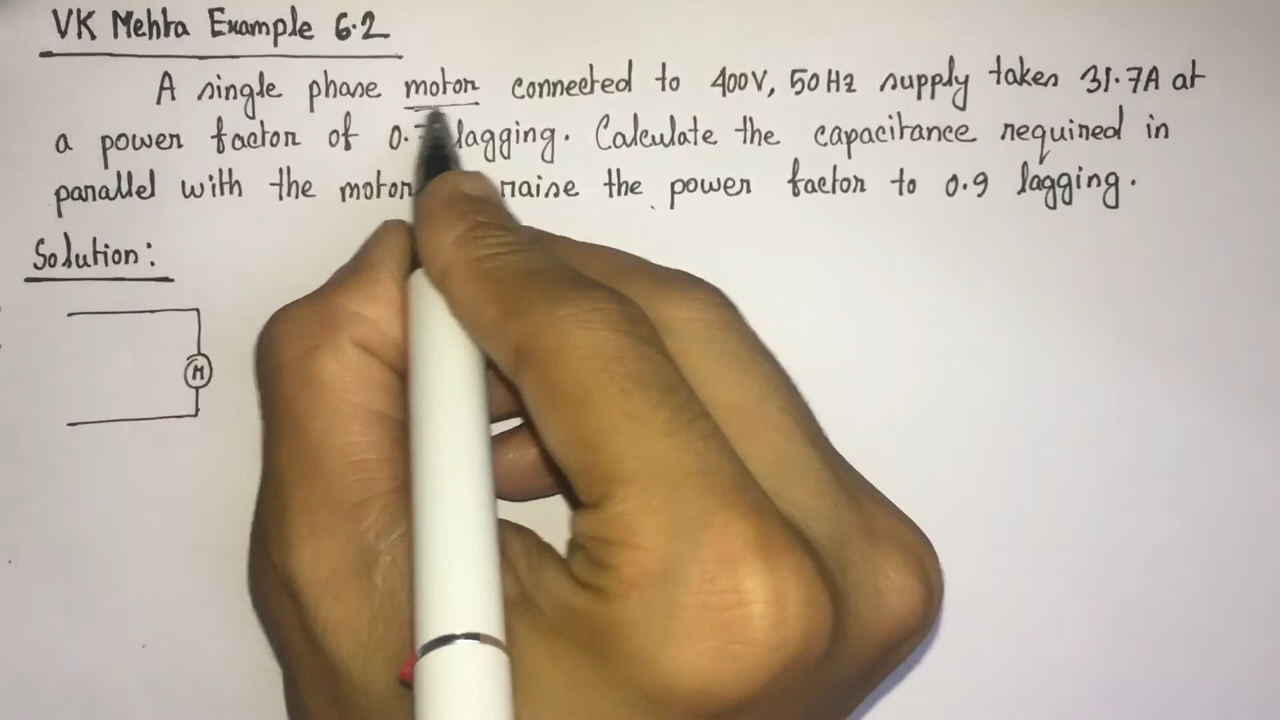 VK Mehta Example 6.2
A single phase motor connected to 400V, 50Hz supply takes 31.7A at
a power factor of 0.7 lagging. Calculate the capacitance required in
parallel with the motor raise the power factor to 0.9 lagging.
Solution:
M